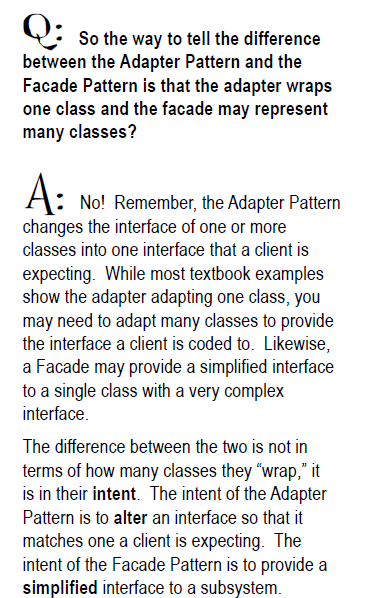 Q: So the way to tell the difference
between the Adapter Pattern and the
Facade Pattern is that the adapter wraps
one class and the facade may represent
many classes?
A: No!  Remember, the Adapter Pattern
changes the interface of one or more
classes into one interface that a client is
expecting.  While most textbook examples
show the adapter adapting one class, you
may need to adapt many classes to provide
the interface a client is coded to.  Likewise,
a Facade may provide a simplified interface
to a single class with a very complex
interface.
The difference between the two is not in
terms of how many classes they “wrap,” it
is in their intent.  The intent of the Adapter
Pattern is to alter an interface so that it
matches one a client is expecting.  The
intent of the Facade Pattern is to provide a
simplified interface to a subsystem.